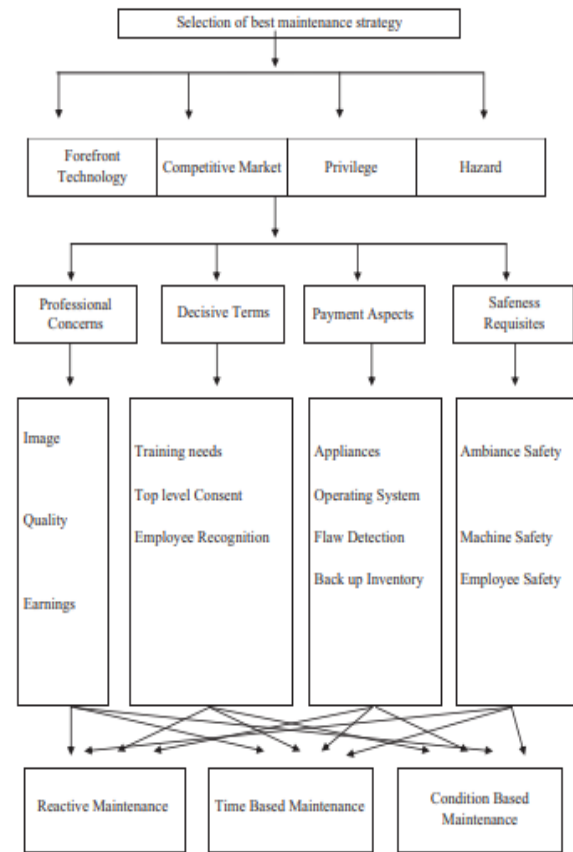 Selection of best maintenance strategy
Forefront
Technology
Competitive Market
Privilege
Hazard
Professional
Concerns
Decisive Terms
Payment Aspects
Safeness
Requisites
Image
Quality
Earnings
Training needs
Top level Consent
Employee Recognition
Appliances
Operating System
Flaw Detection
Back up Inventory
Ambiance Safety
Machine Safety
Employee Safety
Reactive Maintenance
Time Based Maintenance
Condition Based
Maintenance